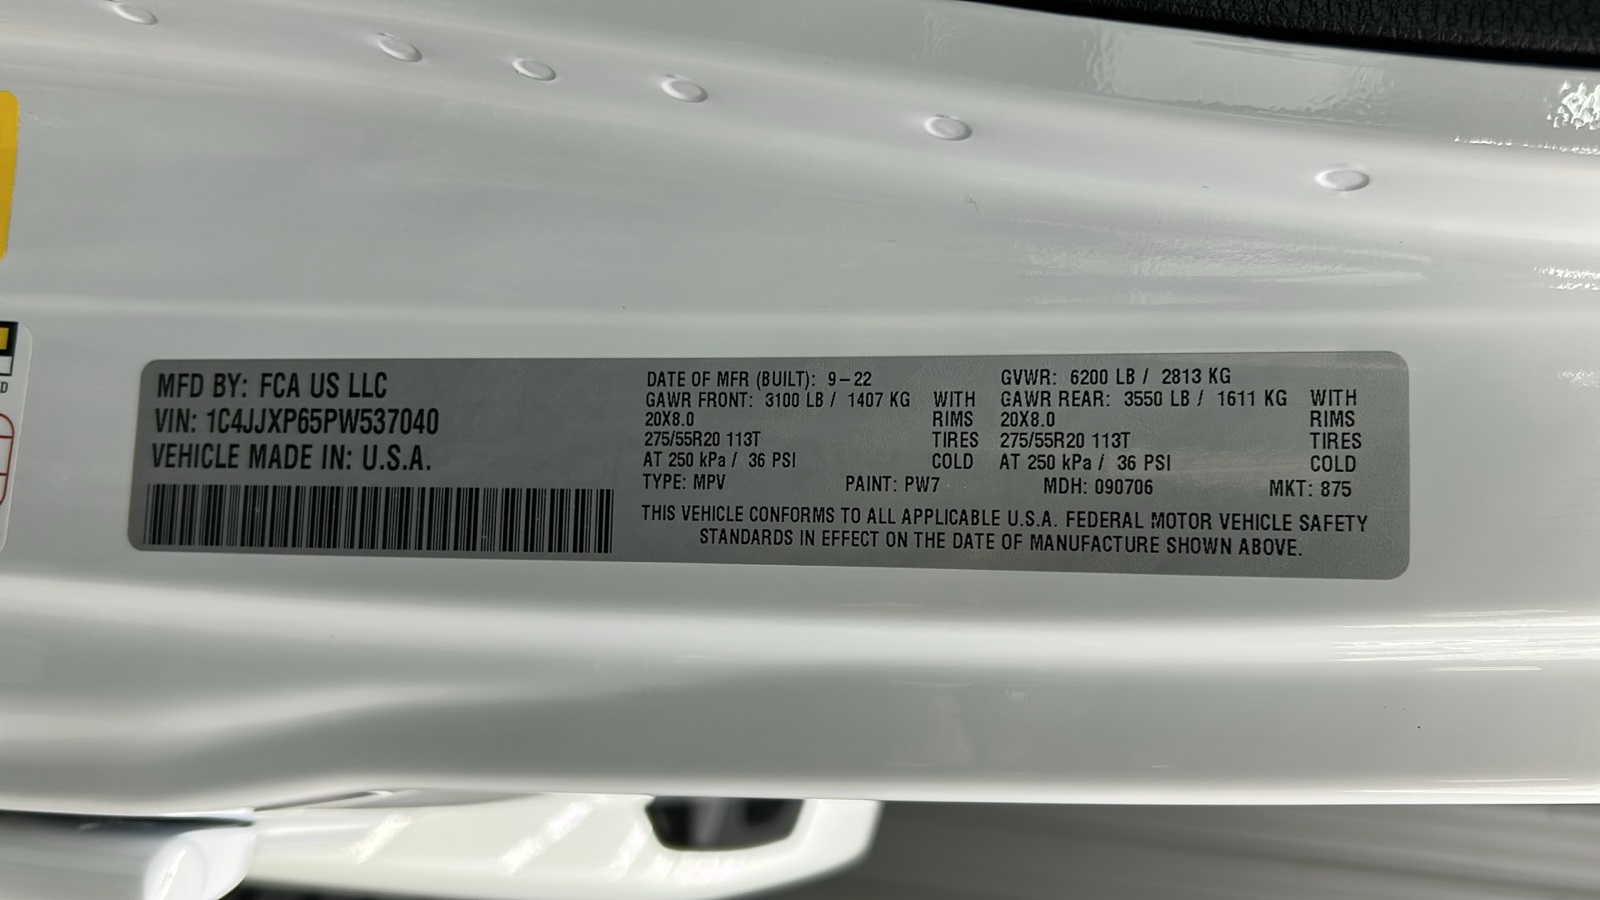 MFD BY: FCA US LLC
VIN: 1C4JJXP65PW537040
VEHICLE MADE IN: U.S.A.
DATE OF MFR (BUILT): 9-22
GAWR FRONT: 3100 LB / 1407 KG WITH
20X8.0 RIMS
275/55R20 113T TIRES
AT 250 kPa / 36 PSI COLD
GVWR: 6200 LB / 2813 KG
GAWR REAR: 3550 LB / 1611 KG WITH
20X8.0 RIMS
275/55R20 113T TIRES
AT 250 kPa / 36 PSI COLD
TYPE: MPV PAINT: PW7 MDH: 090706 MKT: 875
THIS VEHICLE CONFORMS TO ALL APPLICABLE U.S.A. FEDERAL MOTOR VEHICLE SAFETY
STANDARDS IN EFFECT ON THE DATE OF MANUFACTURE SHOWN ABOVE.